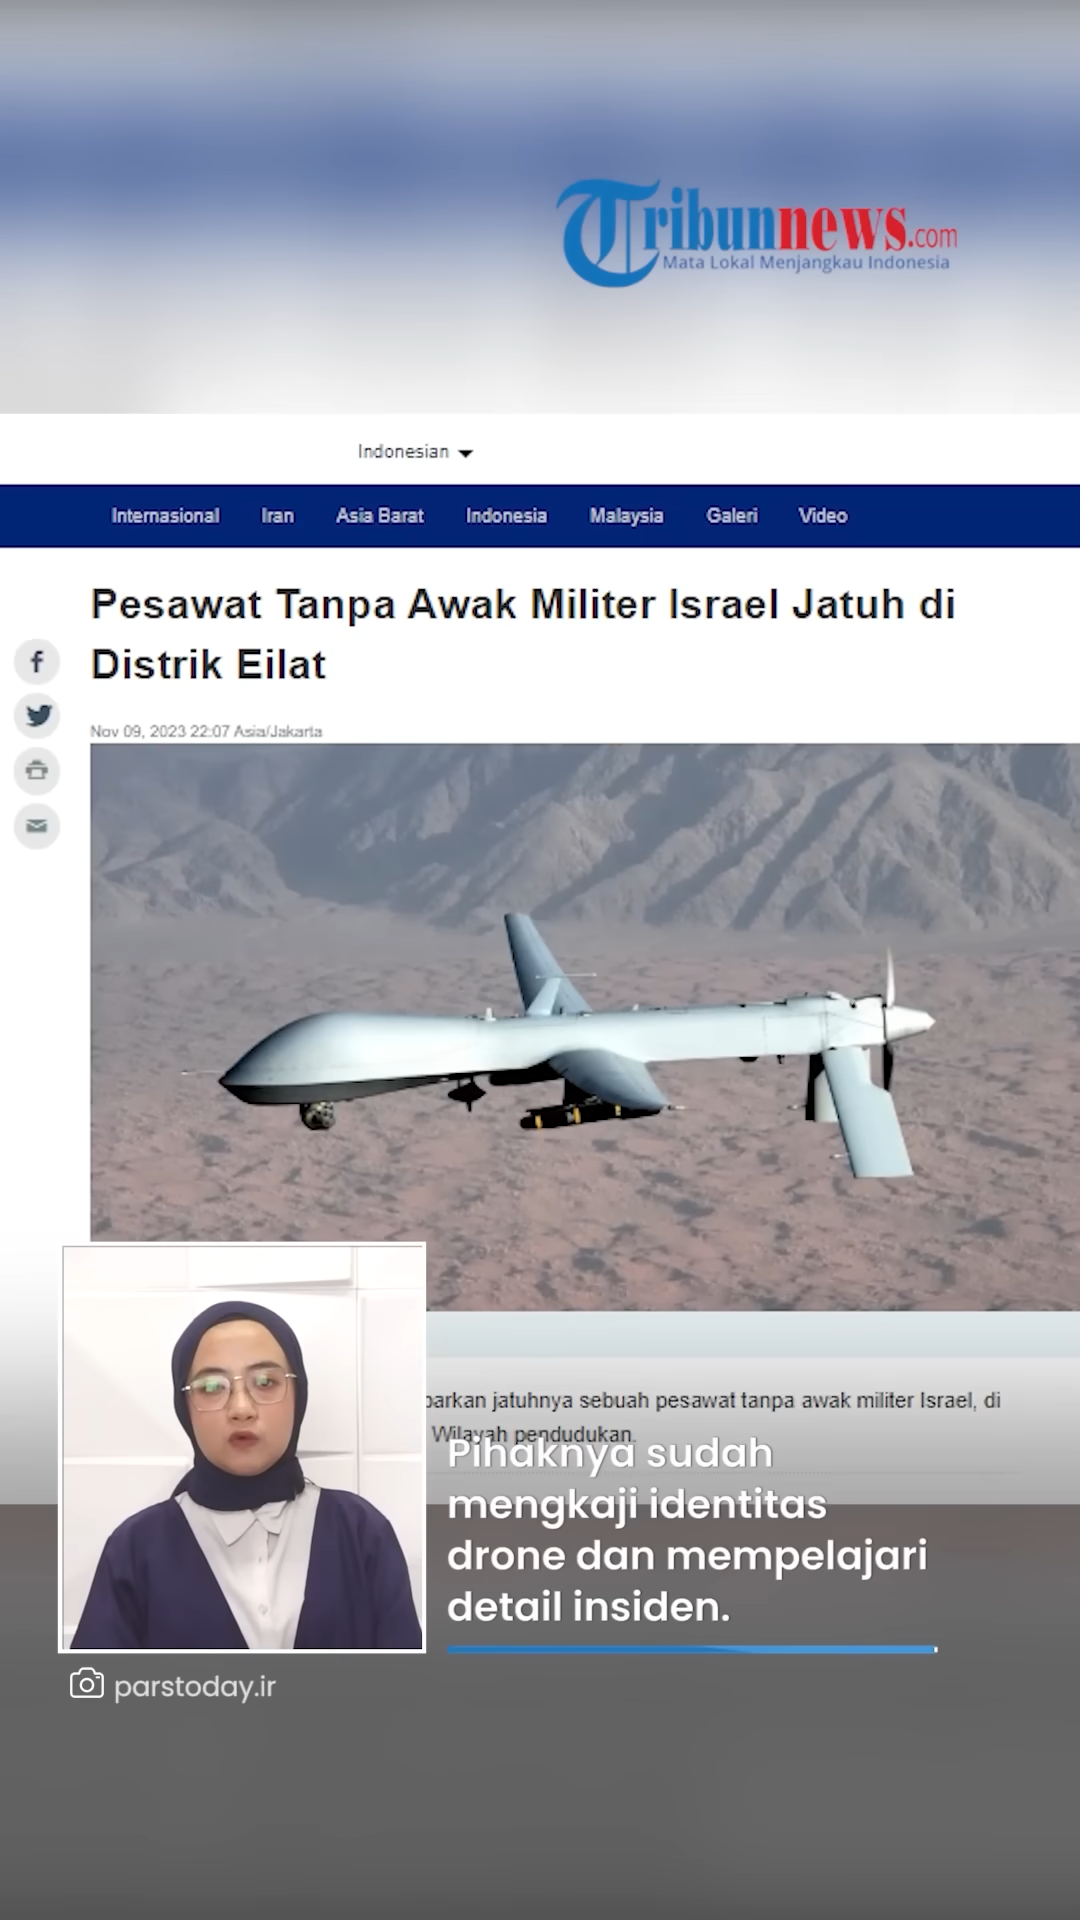 Tribunnews.com
Mata Lokal Menjangkau Indonesia
Indonesian
Internasional Iran Asia Barat Indonesia Malaysia Galeri Video
Pesawat Tanpa Awak Militer Israel Jatuh di
Distrik Eilat
Nov 09, 2023 22:07 Asia/Jakarta
jatuhnya sebuah pesawat tanpa awak militer Israel, di
Wilayah pendudukan.
Pihaknya sudah
mengkaji identitas
drone dan mempelajari
detail insiden.
parstoday.ir